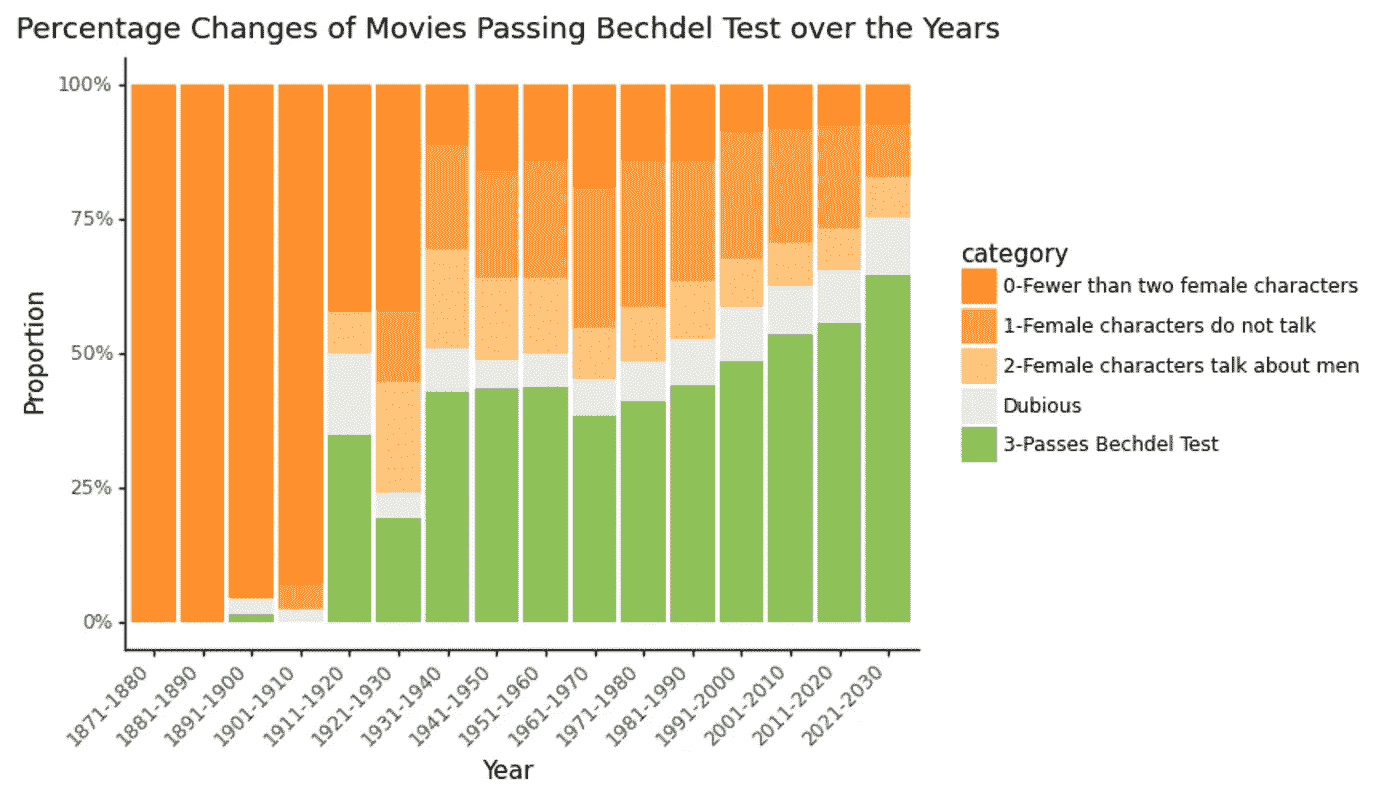 Percentage Changes of Movies Passing Bechdel Test over the Years
100%
75%
50%
25%
0%
Proportion
1871-1880
1881-1890
1891-1900
1901-1910
1911-1920
1921-1930
1931-1940
1941-1950
1951-1960
1961-1970
1971-1980
1981-1990
1991-2000
2001-2010
2011-2020
2021-2030
Year
category
0-Fewer than two female characters
1-Female characters do not talk
2-Female characters talk about men
Dubious
3-Passes Bechdel Test